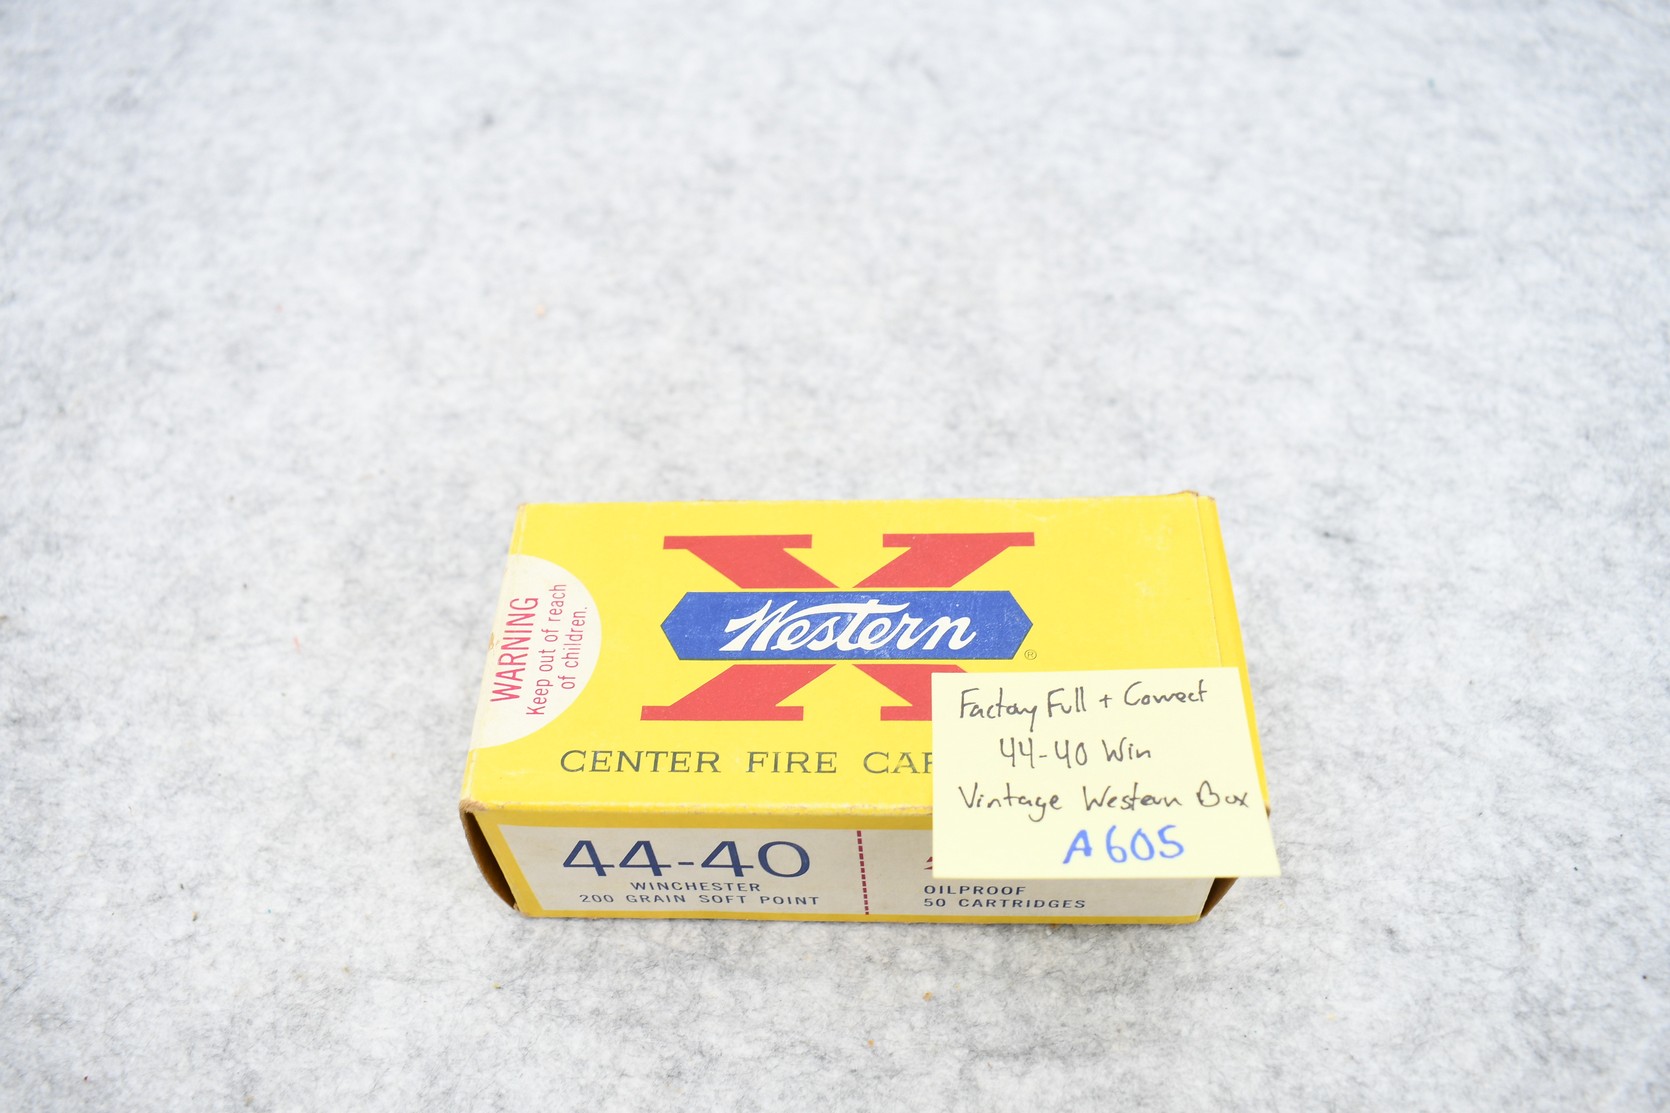 WARNING
Keep out of reach
of children.
X
Western
®
CENTER FIRE
Factory Full + Correct
44-40 Win
Vintage Western Box
A605
44-40
WINCHESTER
200 GRAIN SOFT POINT
OILPROOF
50 CARTRIDGES